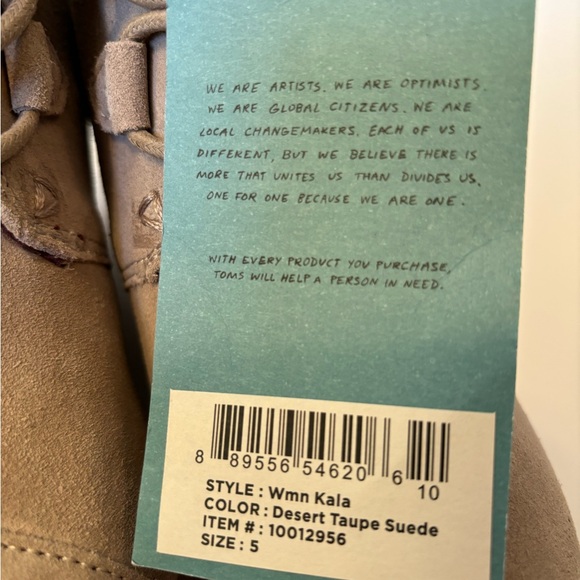 WE ARE ARTISTS. WE ARE OPTIMISTS.
WE ARE GLOBAL CITIZENS. WE ARE
LOCAL CHANGEMAKERS. EACH OF US IS
DIFFERENT, BUT WE BELIEVE THERE IS
MORE THAT UNITES US THAN DIVIDES US.
ONE FOR ONE BECAUSE WE ARE ONE.
WITH EVERY PRODUCT YOU PURCHASE,
TOMS WILL HELP A PERSON IN NEED.
8 89556 54620 6 10
STYLE : Wmn Kala
COLOR : Desert Taupe Suede
ITEM # : 10012956
SIZE : 5